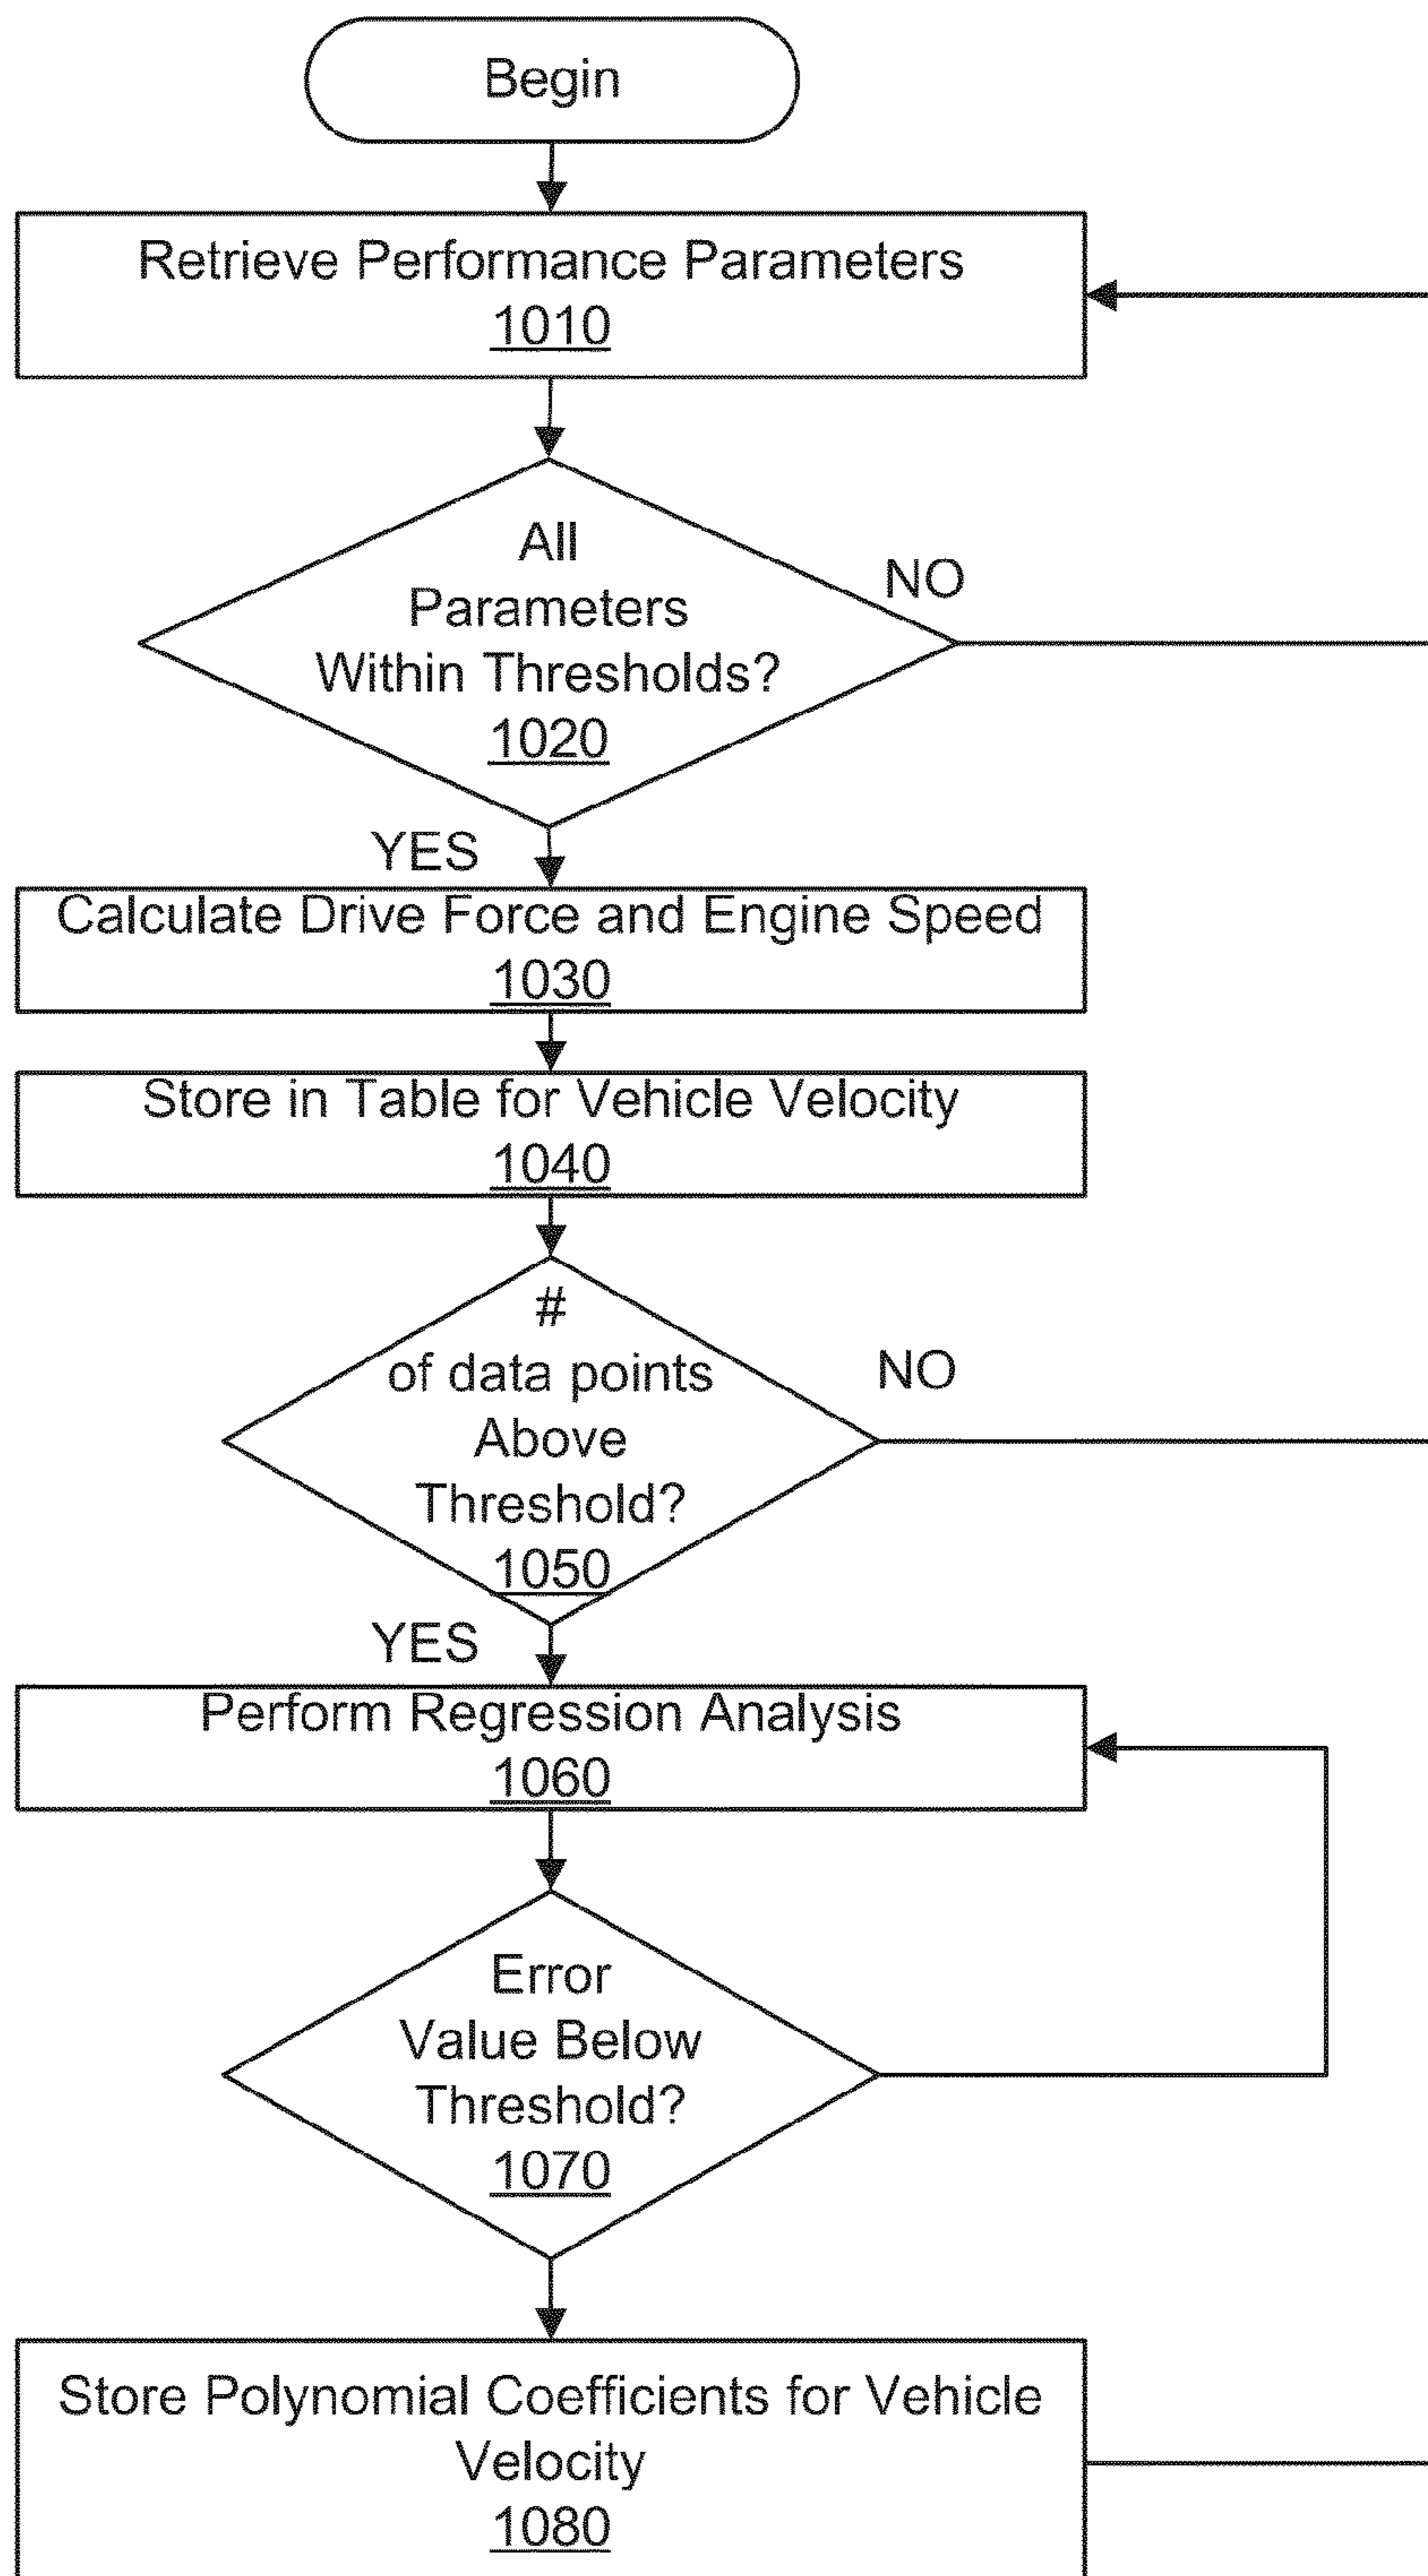 Begin
Retrieve Performance Parameters
1010
All
Parameters
Within Thresholds?
1020
NO
YES
Calculate Drive Force and Engine Speed
1030
Store in Table for Vehicle Velocity
1040
#
of data points
Above
Threshold?
1050
NO
YES
Perform Regression Analysis
1060
Error
Value Below
Threshold?
1070
Store Polynomial Coefficients for Vehicle
Velocity
1080